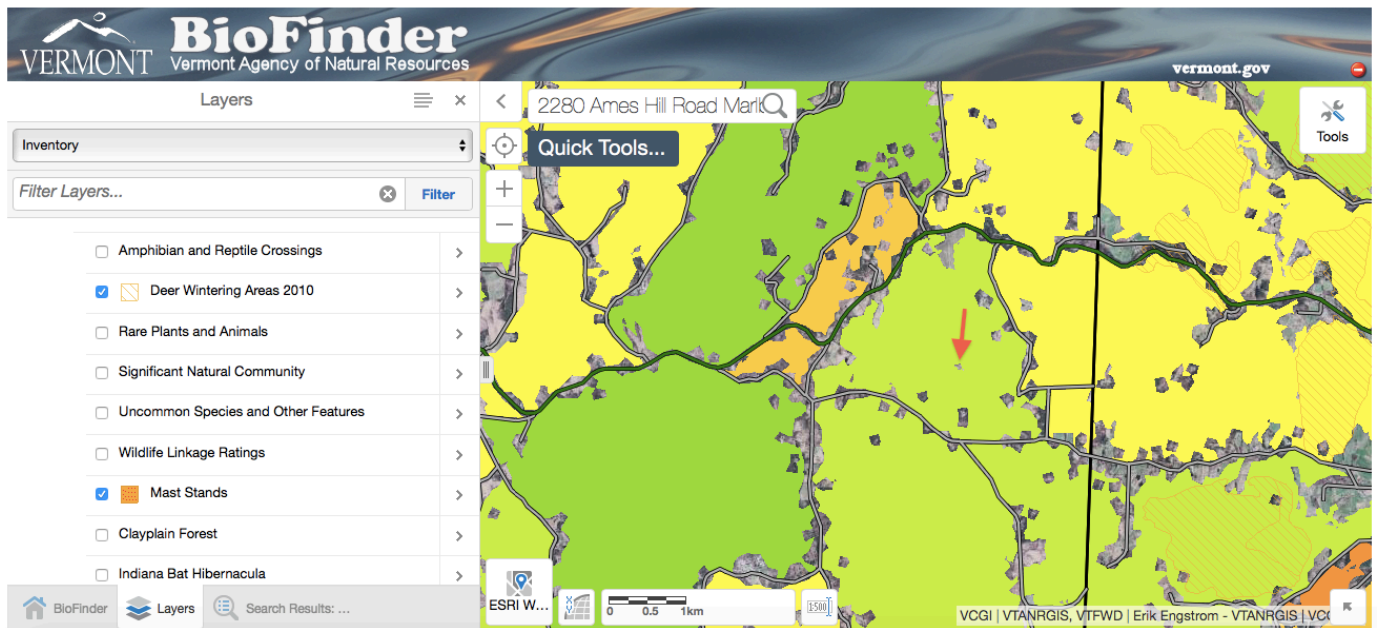 VERMONT
BioFinder
Vermont Agency of Natural Resources
vermont.gov
Layers
2280 Ames Hill Road Marlb
Tools
Inventory
Quick Tools...
Filter Layers...
Filter
Amphibian and Reptile Crossings
Deer Wintering Areas 2010
Rare Plants and Animals
Significant Natural Community
Uncommon Species and Other Features
Wildlife Linkage Ratings
Mast Stands
Clayplain Forest
Indiana Bat Hibernacula
ESRI W...
X,Y
0 0.5 1km
1:500
BioFinder
Layers
Search Results: ...
VCGI | VTANRGIS, VTFWD | Erik Engstrom - VTANRGIS | VCG